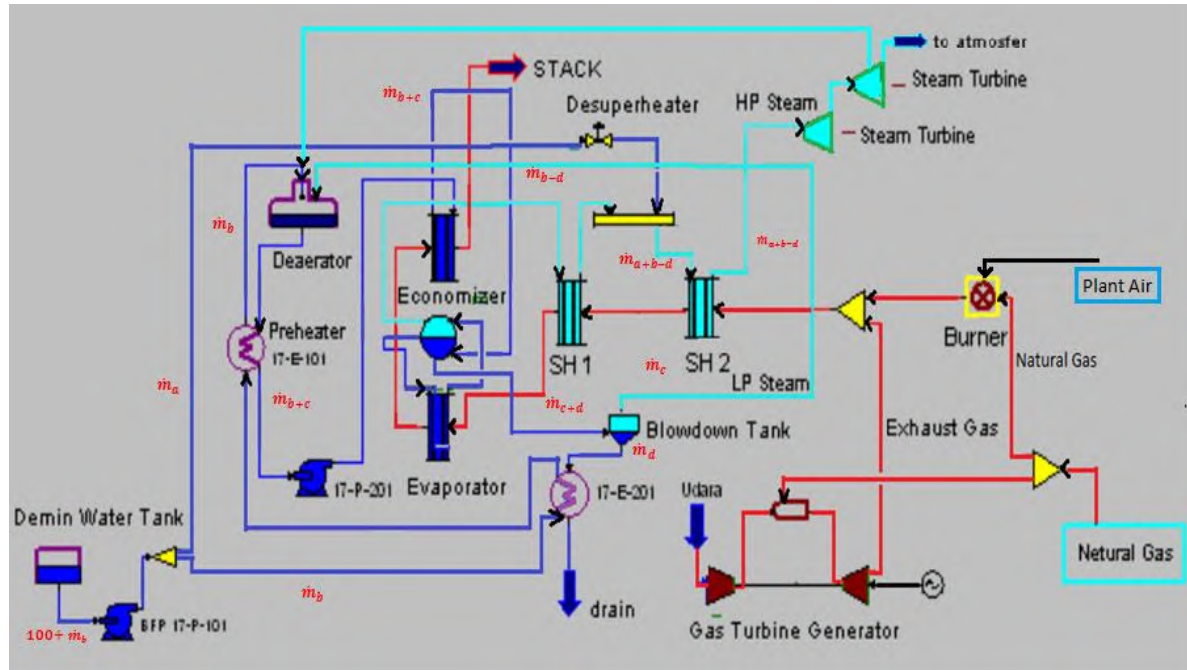 to atmosfer
STACK
ṁb+c
Desuperheater
HP Steam
Steam Turbine
Steam Turbine
ṁb−d
ṁb
ṁa+b−d
ṁa+b−d
Deaerator
Plant Air
Economizer
Preheater
17-E-101
Burner
SH 1
SH 2
ṁc
Natural Gas
ṁa
LP Steam
ṁb+c
ṁc+d
Exhaust Gas
Blowdown Tank
ṁd
17-P-201
Evaporator
17-E-201
Udara
Demin Water Tank
Netural Gas
ṁb
drain
BFP 17-P-101
100+ ṁb
Gas Turbine Generator